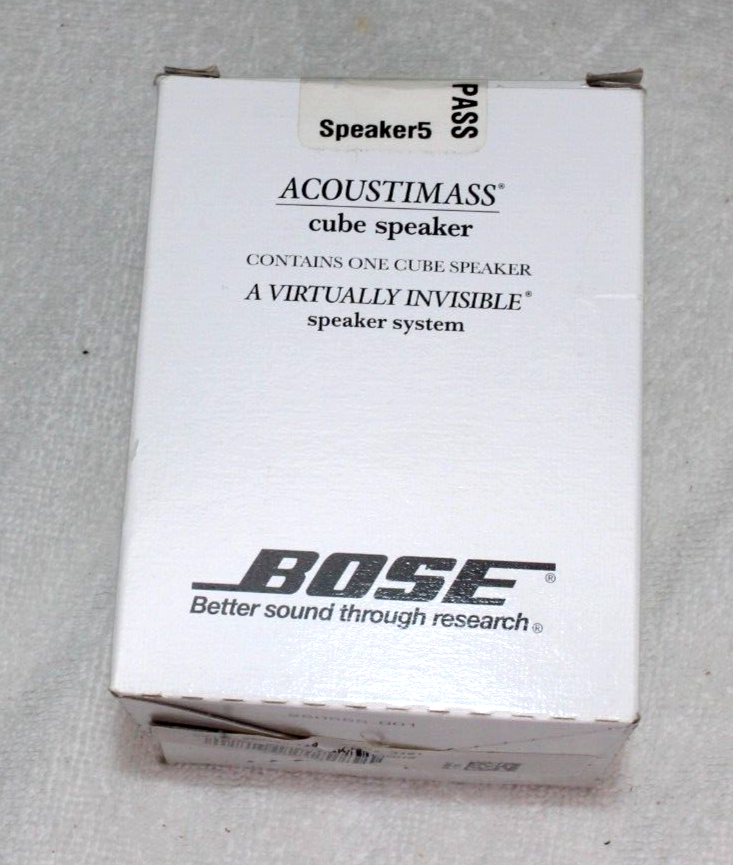 Speaker5
PASS
ACOUSTIMASS®
cube speaker
CONTAINS ONE CUBE SPEAKER
A VIRTUALLY INVISIBLE®
speaker system
BOSE®
Better sound through research®